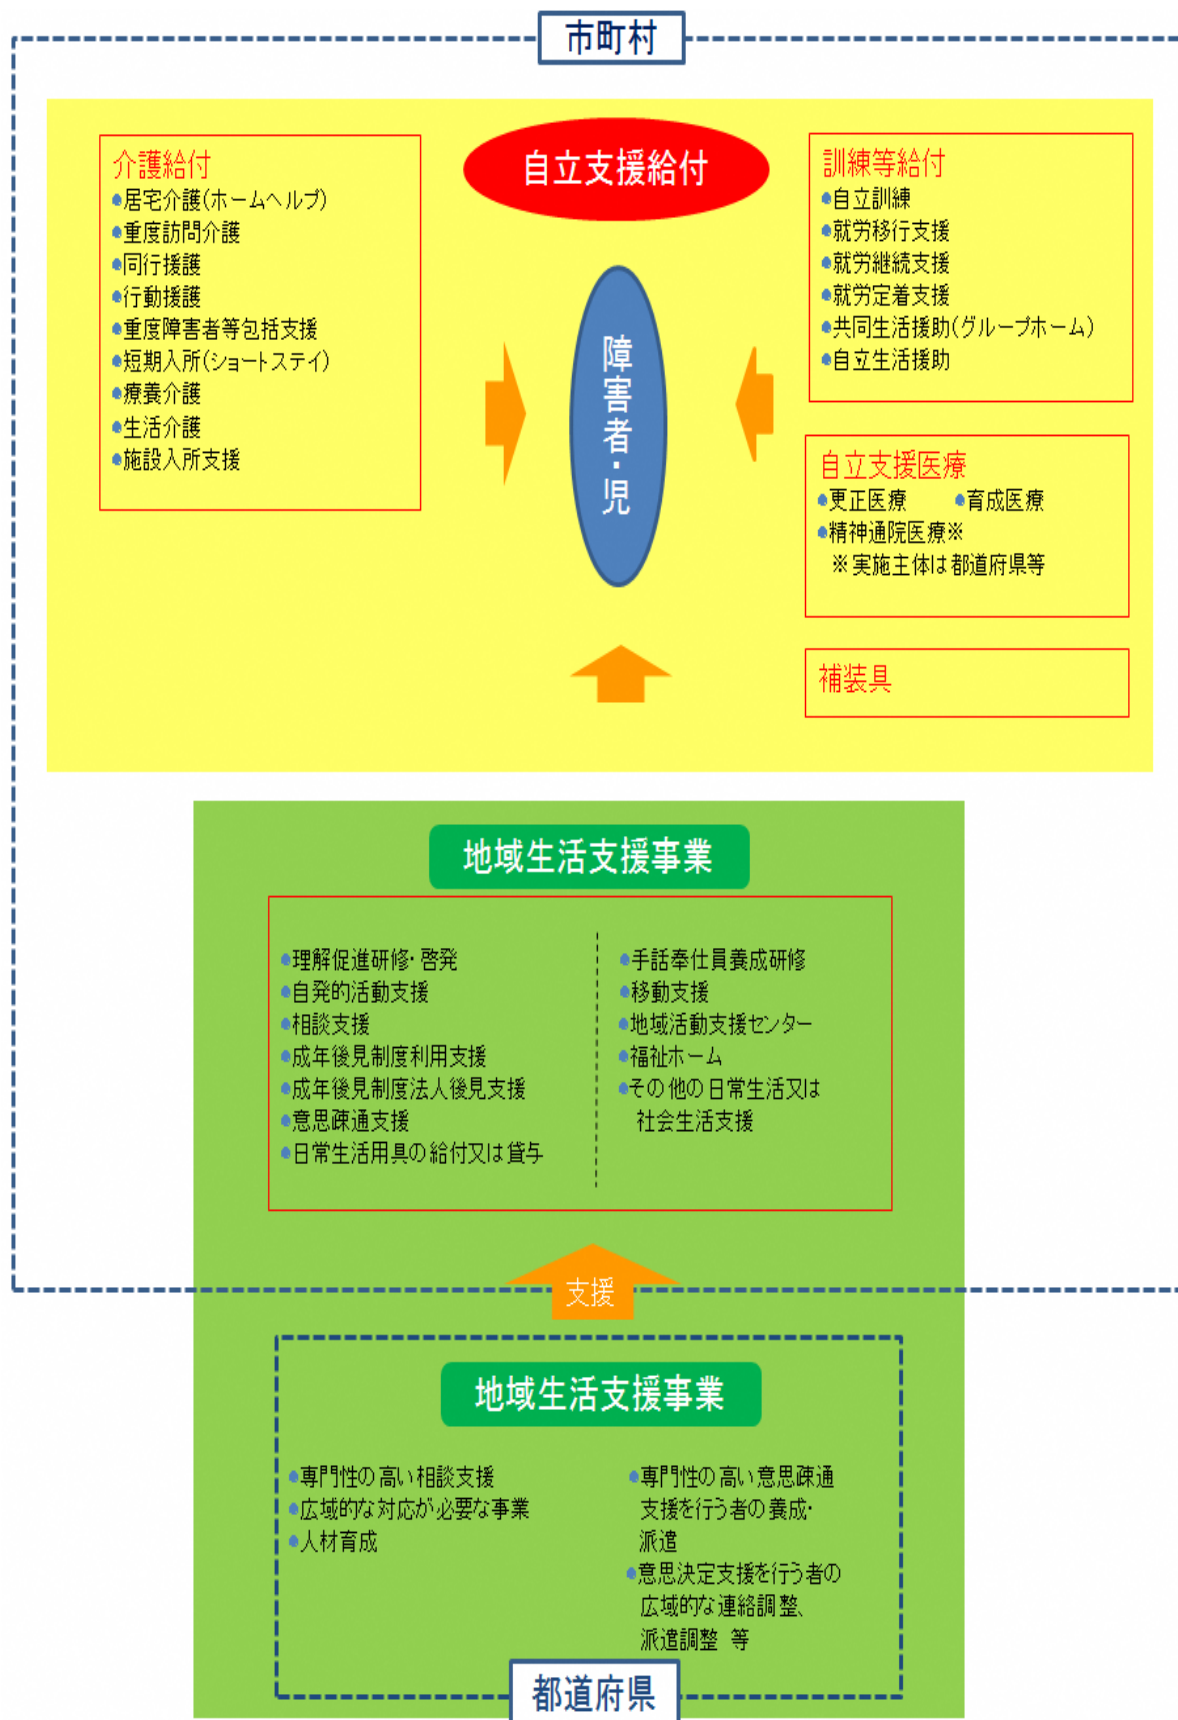 市町村
自立支援給付
介護給付
●居宅介護(ホームヘルプ)
●重度訪問介護
●同行援護
●行動援護
●重度障害者等包括支援
●短期入所(ショートステイ)
●療養介護
●生活介護
●施設入所支援
障害者・児
訓練等給付
●自立訓練
●就労移行支援
●就労継続支援
●就労定着支援
●共同生活援助(グループホーム)
●自立生活援助
自立支援医療
●更正医療 ●育成医療
●精神通院医療※
※実施主体は都道府県等
補装具
地域生活支援事業
●理解促進研修・啓発
●自発的活動支援
●相談支援
●成年後見制度利用支援
●成年後見制度法人後見支援
●意思疎通支援
●日常生活用具の給付又は貸与
●手話奉仕員養成研修
●移動支援
●地域活動支援センター
●福祉ホーム
●その他の日常生活又は
社会生活支援
支援
地域生活支援事業
●専門性の高い相談支援
●広域的な対応が必要な事業
●人材育成
●専門性の高い意思疎通
支援を行う者の養成・
派遣
●意思決定支援を行う者の
広域的な連絡調整、
派遣調整 等
都道府県